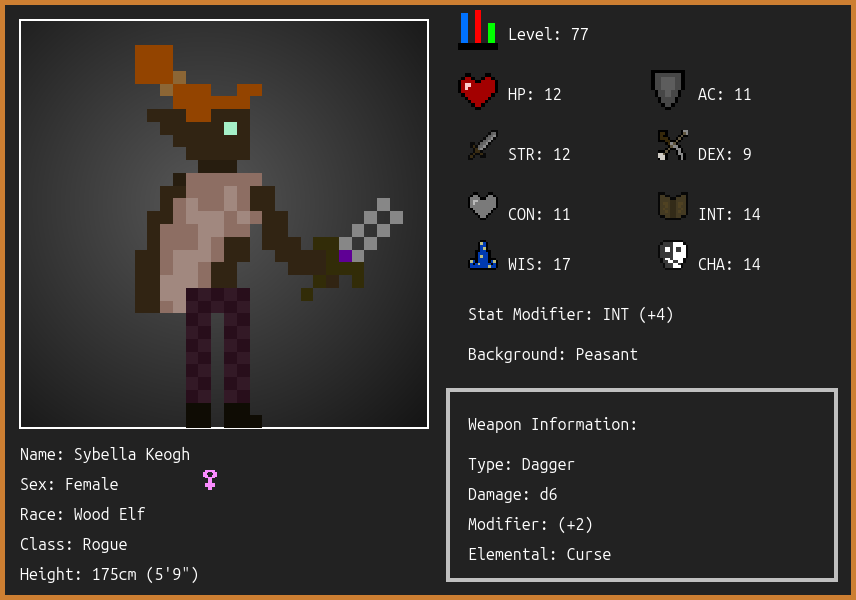 Level: 77
HP: 12
AC: 11
STR: 12
DEX: 9
CON: 11
INT: 14
WIS: 17
CHA: 14
Stat Modifier: INT (+4)
Background: Peasant
Weapon Information:
Type: Dagger
Damage: d6
Modifier: (+2)
Elemental: Curse
Name: Sybella Keogh
Sex: Female
Race: Wood Elf
Class: Rogue
Height: 175cm (5'9")